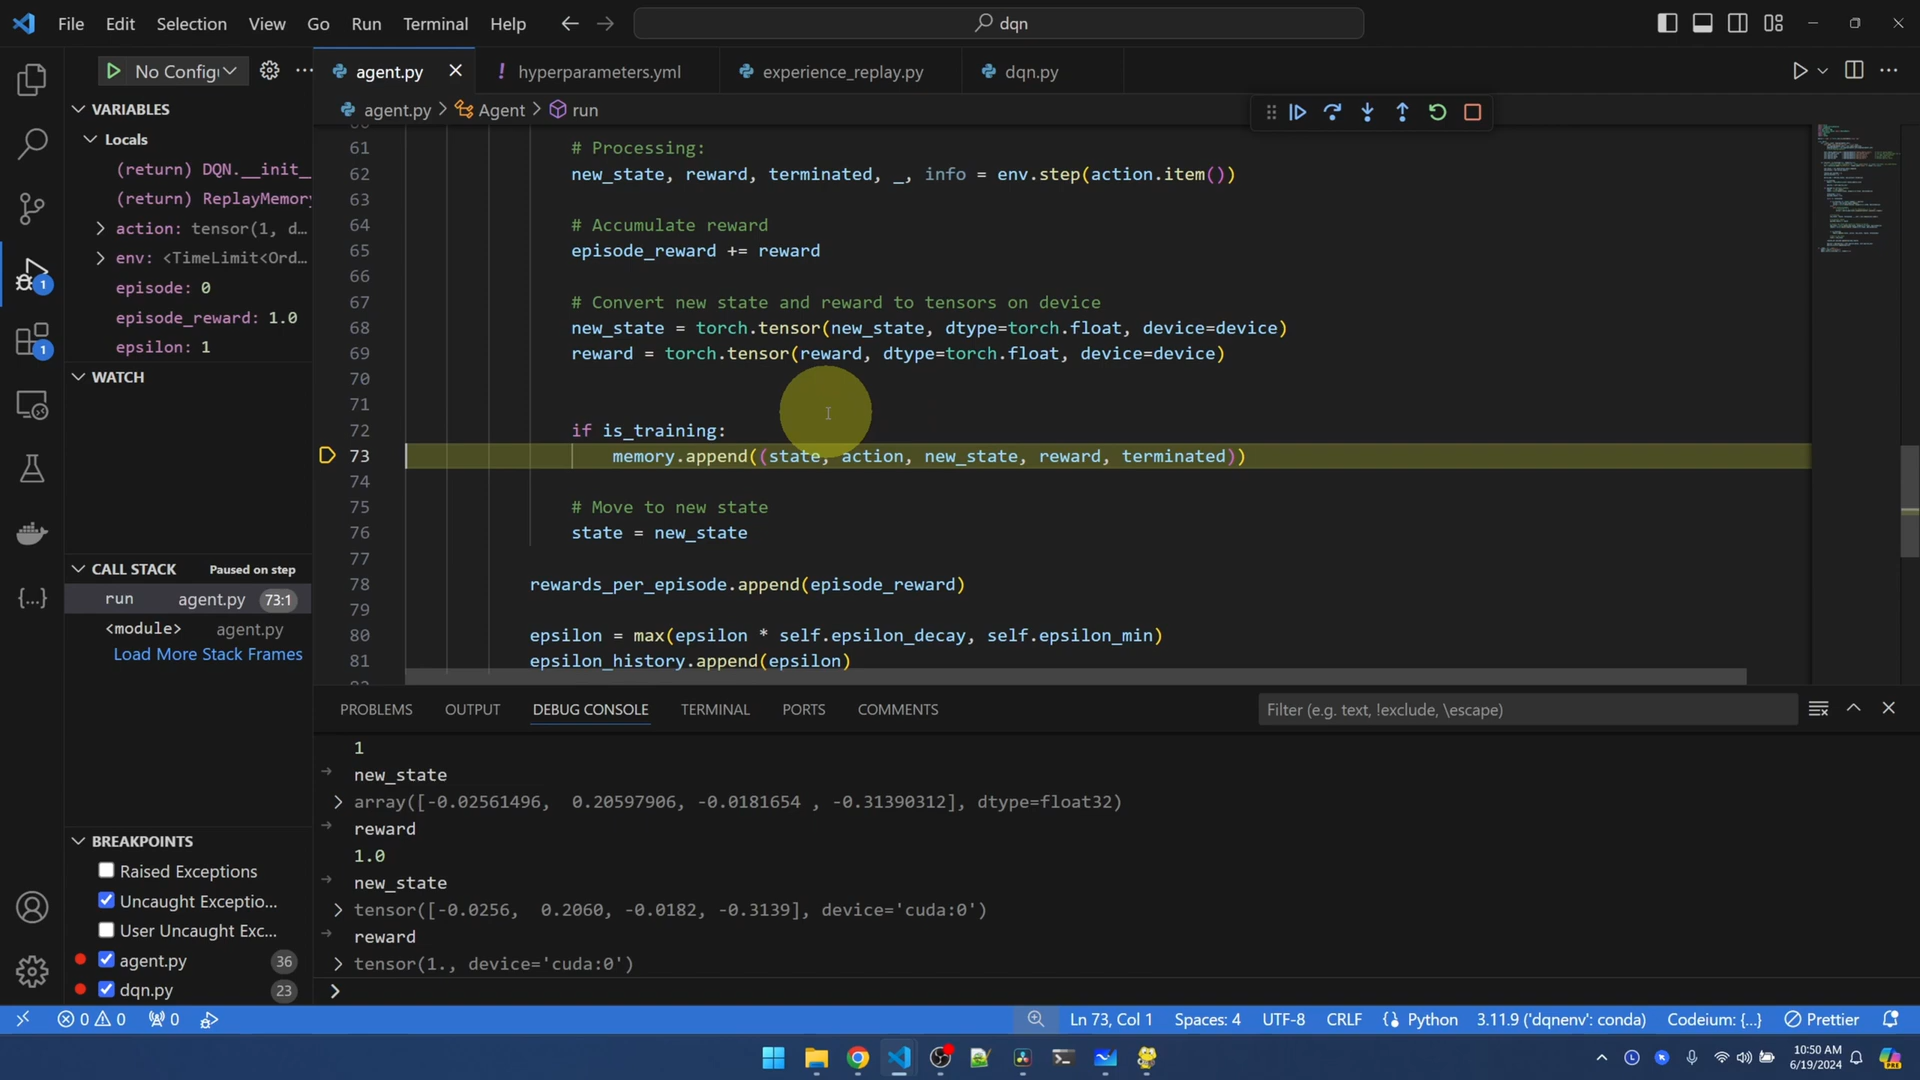 File Edit Selection View Go Run Terminal Help
dqn
No Config
agent.py
hyperparameters.yml
experience_replay.py
dqn.py
agent.py > Agent > run
VARIABLES
Locals
(return) DQN.__init_
(return) ReplayMemory
action: tensor(1, d…
env: <TimeLimit<Ord…
episode: 0
episode_reward: 1.0
epsilon: 1
WATCH
CALL STACK Paused on step
run agent.py 73:1
<module> agent.py
Load More Stack Frames
BREAKPOINTS
Raised Exceptions
Uncaught Exceptio…
User Uncaught Exc…
agent.py 36
dqn.py 23
1
1
61 # Processing:
62 new_state, reward, terminated, _, info = env.step(action.item())
63
64 # Accumulate reward
65 episode_reward += reward
66
67 # Convert new state and reward to tensors on device
68 new_state = torch.tensor(new_state, dtype=torch.float, device=device)
69 reward = torch.tensor(reward, dtype=torch.float, device=device)
70
71
72 if is_training:
73 memory.append((state, action, new_state, reward, terminated))
74
75 # Move to new state
76 state = new_state
77
78 rewards_per_episode.append(episode_reward)
79
80 epsilon = max(epsilon * self.epsilon_decay, self.epsilon_min)
81 epsilon_history.append(epsilon)
PROBLEMS OUTPUT DEBUG CONSOLE TERMINAL PORTS COMMENTS
Filter (e.g. text, !exclude, \escape)
1
new_state
array([-0.02561496, 0.20597906, -0.0181654 , -0.31390312], dtype=float32)
reward
1.0
new_state
tensor([-0.0256, 0.2060, -0.0182, -0.3139], device='cuda:0')
reward
tensor(1., device='cuda:0')
0 0 0
Ln 73, Col 1 Spaces: 4 UTF-8 CRLF Python 3.11.9 ('dqnenv': conda) Codeium: {...} Prettier
10:50 AM
6/19/2024